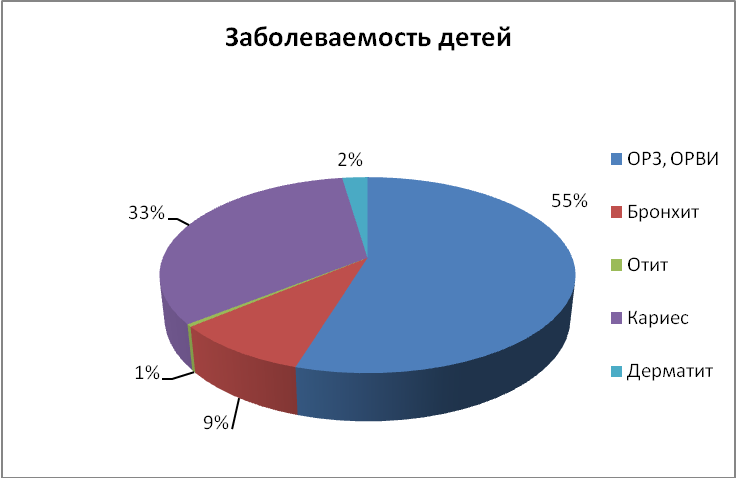 Заболеваемость детей
2%
33%
55%
1%
9%
ОРЗ, ОРВИ
Бронхит
Отит
Кариес
Дерматит